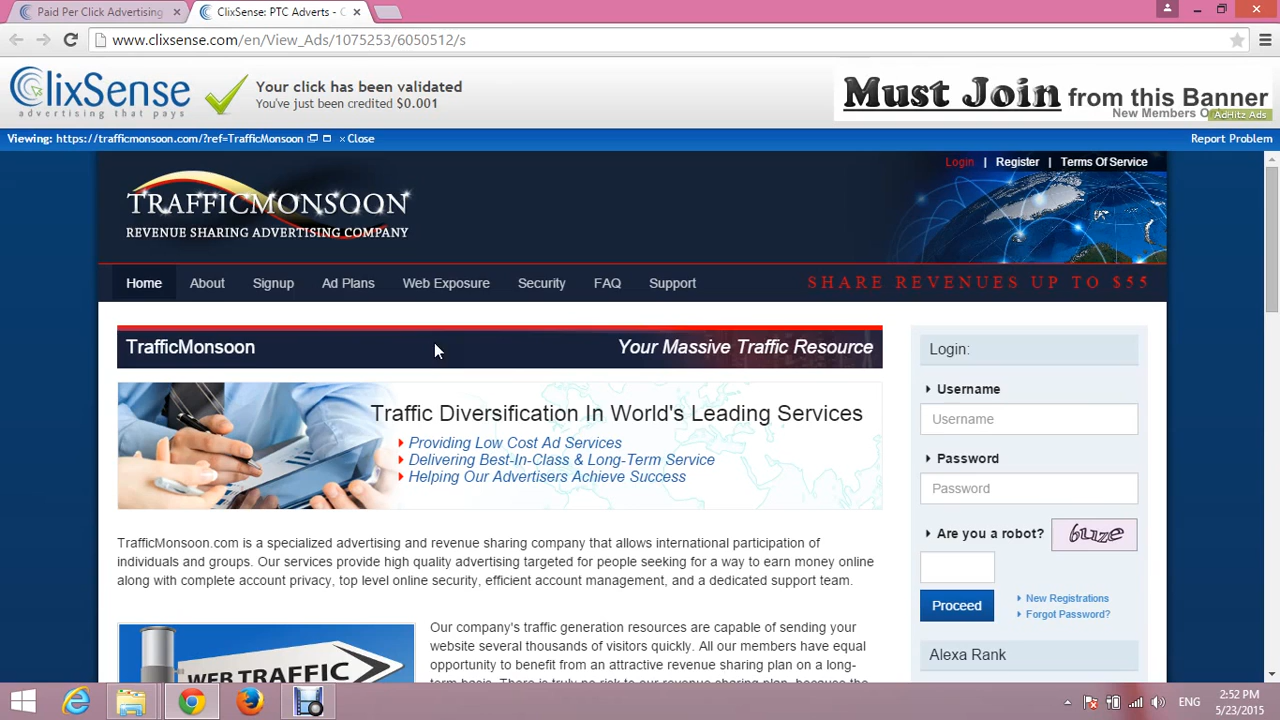 Paid Per Click Advertising
ClixSense: PTC Adverts - C
www.clixsense.com/en/View_Ads/1075253/6050512/s
ClixSense
advertising that pays
Your click has been validated
You've just been credited $0.001
Must Join from this Banner
New Members O
AdHitz Ads
Viewing: https://trafficmonsoon.com/?ref=TrafficMonsoon
× Close
Report Problem
Login | Register | Terms Of Service
TRAFFICMONSOON
REVENUE SHARING ADVERTISING COMPANY
Home About Signup Ad Plans Web Exposure Security FAQ Support
SHARE REVENUES UP TO $55
TrafficMonsoon
Your Massive Traffic Resource
Traffic Diversification In World's Leading Services
Providing Low Cost Ad Services
Delivering Best-In-Class & Long-Term Service
Helping Our Advertisers Achieve Success
TrafficMonsoon.com is a specialized advertising and revenue sharing company that allows international participation of
individuals and groups. Our services provide high quality advertising targeted for people seeking for a way to earn money online
along with complete account privacy, top level online security, efficient account management, and a dedicated support team.
WEB TRAFFIC
Our company's traffic generation resources are capable of sending your
website several thousands of visitors quickly. All our members have equal
opportunity to benefit from an attractive revenue sharing plan on a long-
term basis. There is truly no risk to our revenue sharing plan, because the
Login:
Username
Username
Password
Password
Are you a robot?
Proceed
New Registrations
Forgot Password?
Alexa Rank
ENG
2:52 PM
5/23/2015